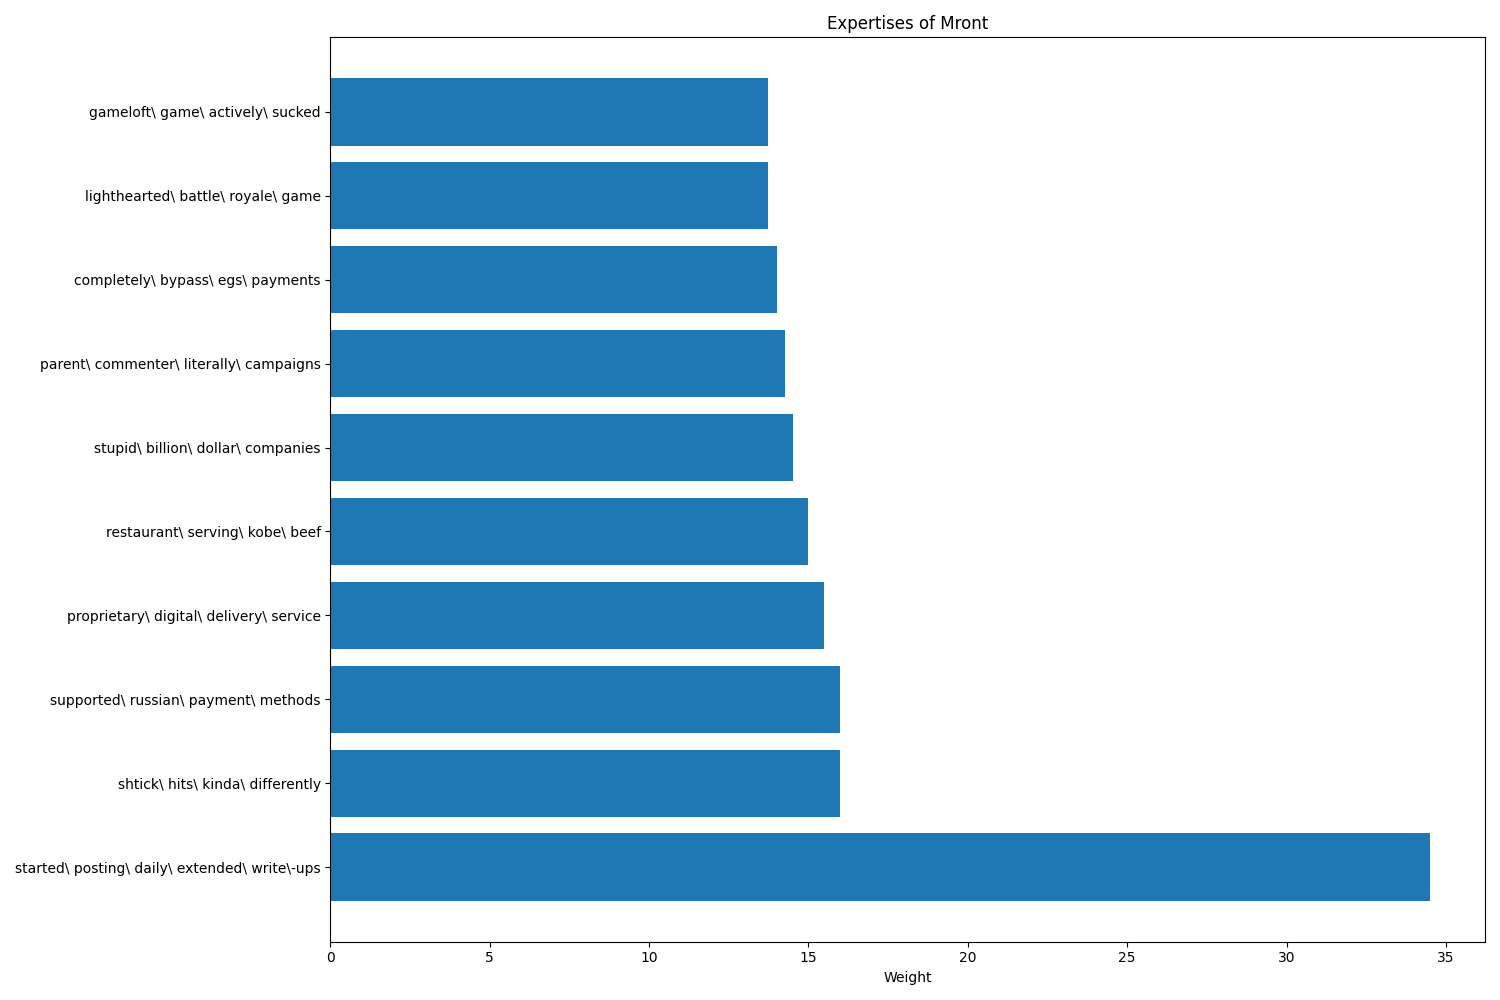 Expertises of Mront
gameloft\ game\ actively\ sucked
lighthearted\ battle\ royale\ game
completely\ bypass\ egs\ payments
parent\ commenter\ literally\ campaigns
stupid\ billion\ dollar\ companies
restaurant\ serving\ kobe\ beef
proprietary\ digital\ delivery\ service
supported\ russian\ payment\ methods
shtick\ hits\ kinda\ differently
started\ posting\ daily\ extended\ write\-ups
0 5 10 15 20 25 30 35
Weight